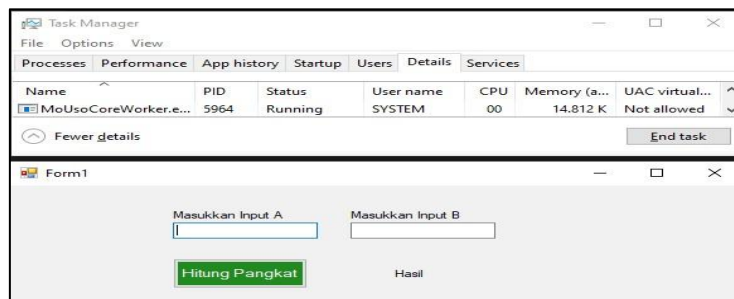 Task Manager
File Options View
Processes Performance App history Startup Users Details Services
Name PID Status User name CPU Memory (a... UAC virtual...
MoUsoCoreWorker.e... 5964 Running SYSTEM 00 14.812 K Not allowed
Fewer details End task
Form1
Masukkan Input A Masukkan Input B
Hitung Pangkat Hasil